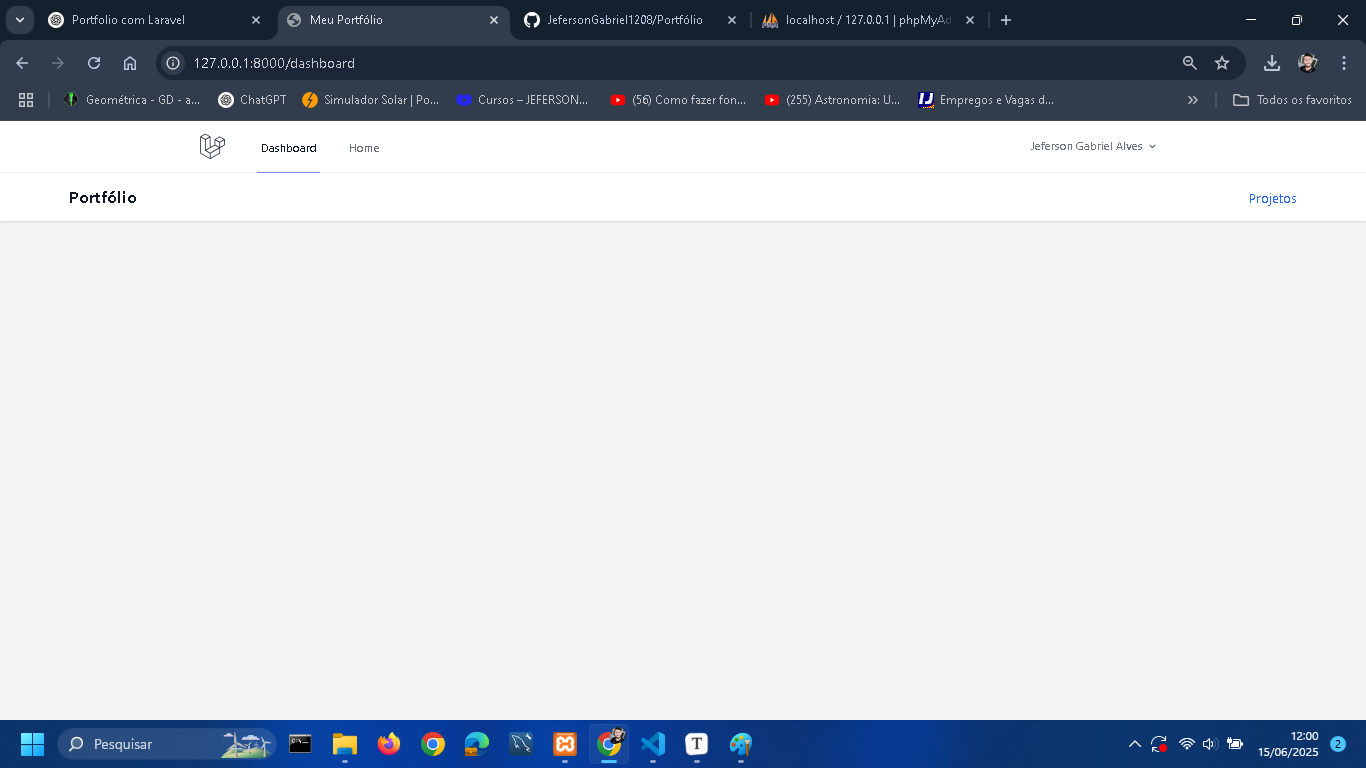 Portfolio com Laravel
Meu Portfólio
JefersonGabriel1208/Portfólio
localhost / 127.0.0.1 | phpMyAd
127.0.0.1:8000/dashboard
Geométrica - GD - a...
ChatGPT
Simulador Solar | Po...
Cursos – JEFERSON...
(56) Como fazer fon...
(255) Astronomia: U...
Empregos e Vagas d...
Todos os favoritos
Dashboard
Home
Jeferson Gabriel Alves
Portfólio
Projetos
Pesquisar
12:00
15/06/2025
2